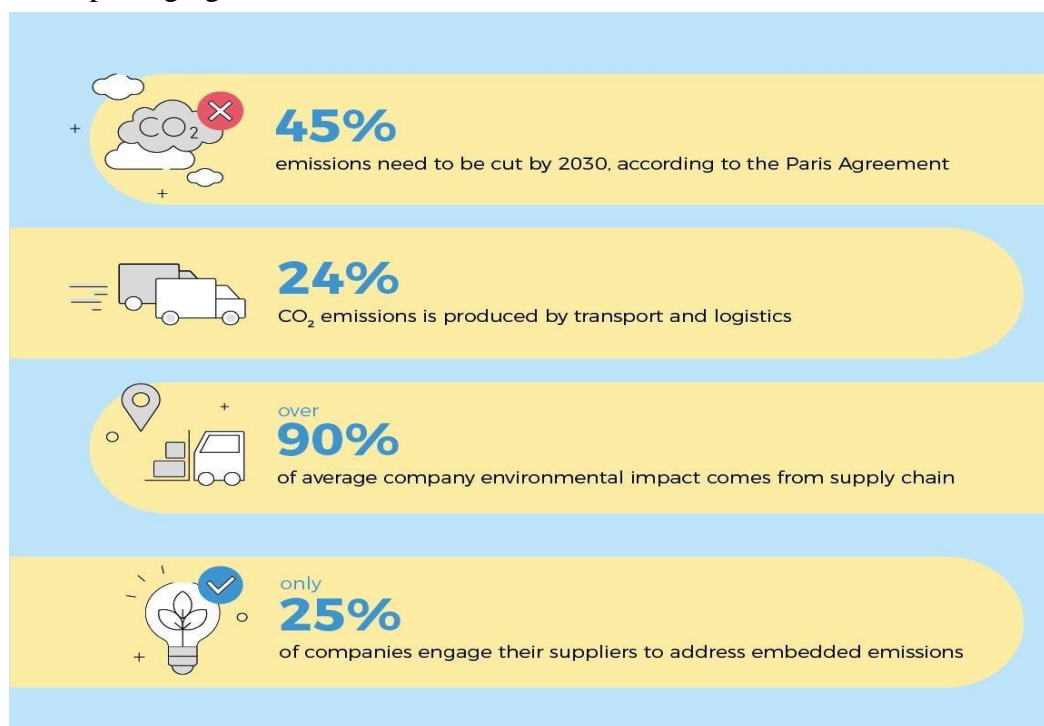 CO₂
45%
emissions need to be cut by 2030, according to the Paris Agreement
24%
CO₂ emissions is produced by transport and logistics
over
90%
of average company environmental impact comes from supply chain
only
25%
of companies engage their suppliers to address embedded emissions